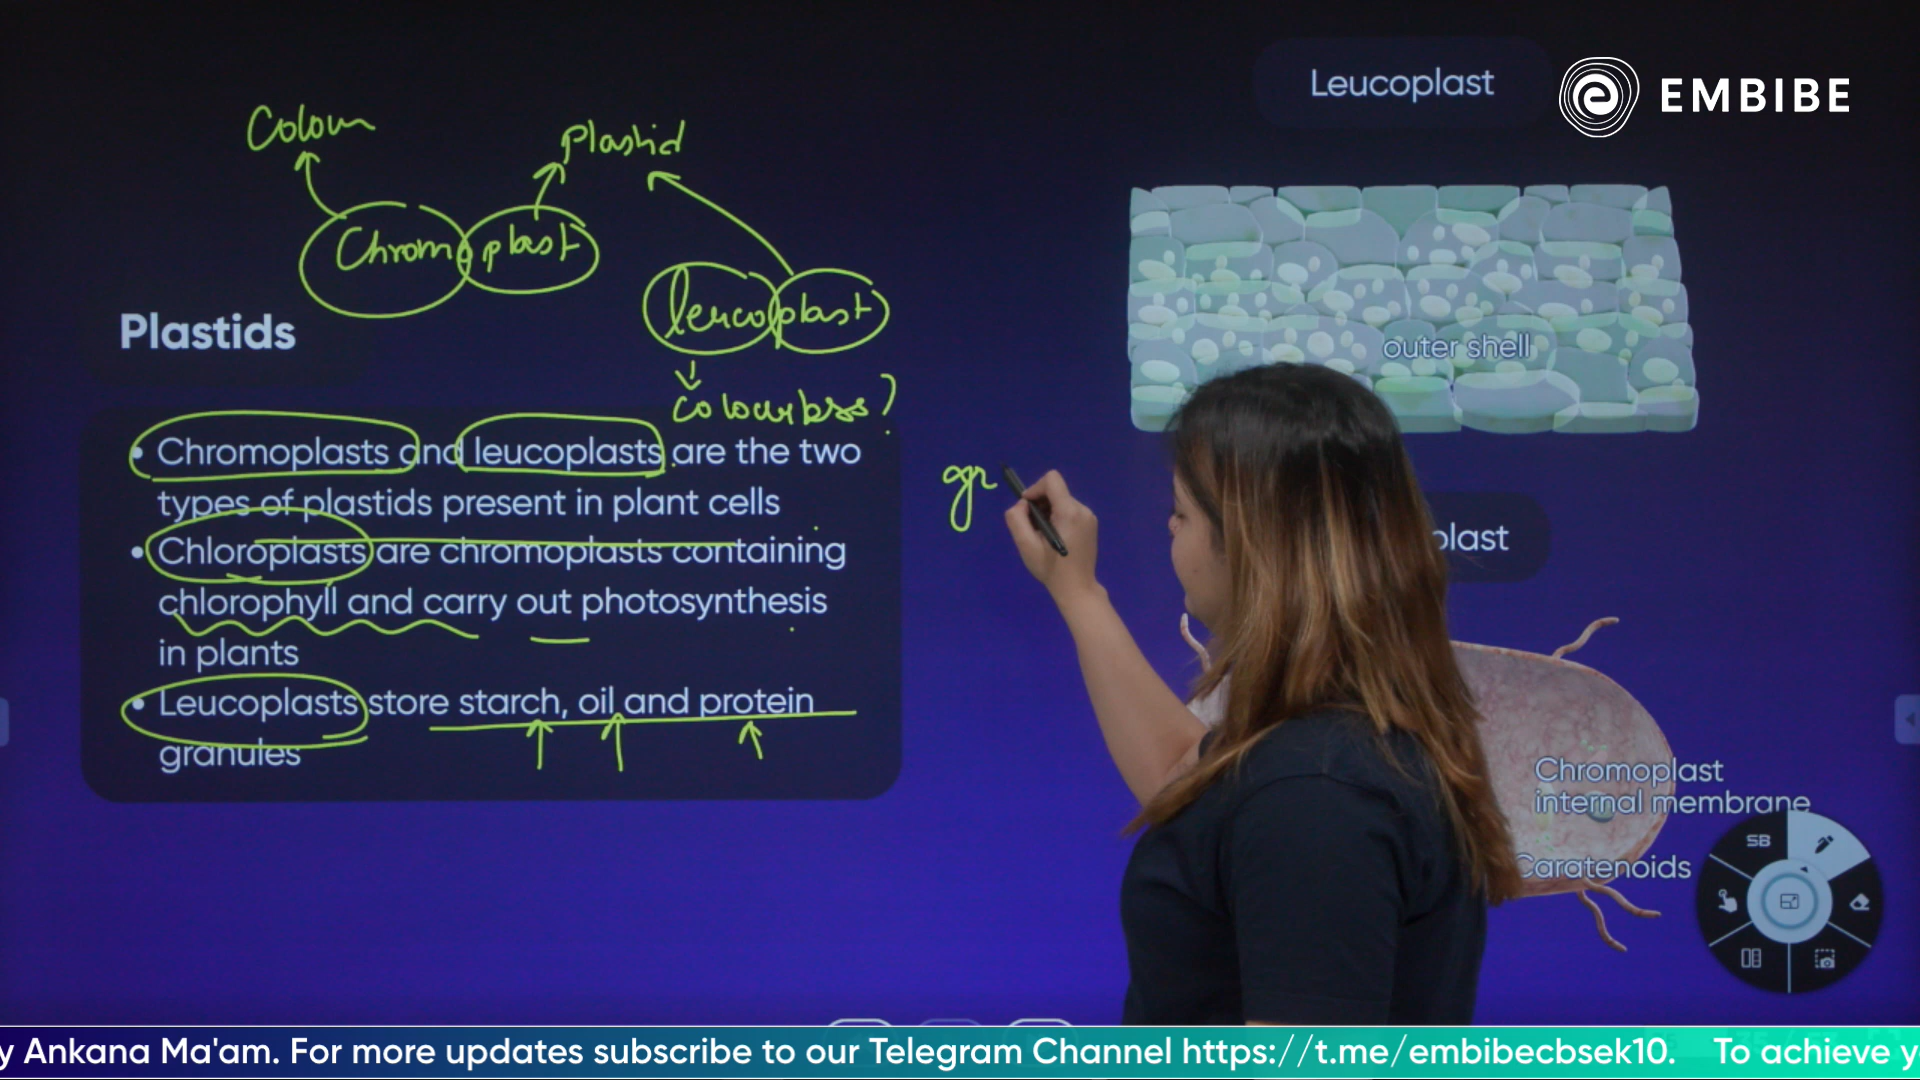 Leucoplast
EMBIBE
Colour
Plastid
Chromoplast
leucoplast
colourless?
Plastids
outer shell
• Chromoplasts and leucoplasts are the two
types of plastids present in plant cells
• Chloroplasts are chromoplasts containing
chlorophyll and carry out photosynthesis
in plants
• Leucoplasts store starch, oil and protein
granules
gr
plast
Chromoplast
internal membrane
Caratenoids
SB
y Ankana Ma'am. For more updates subscribe to our Telegram Channel https://t.me/embibecbsek10. To achieve y